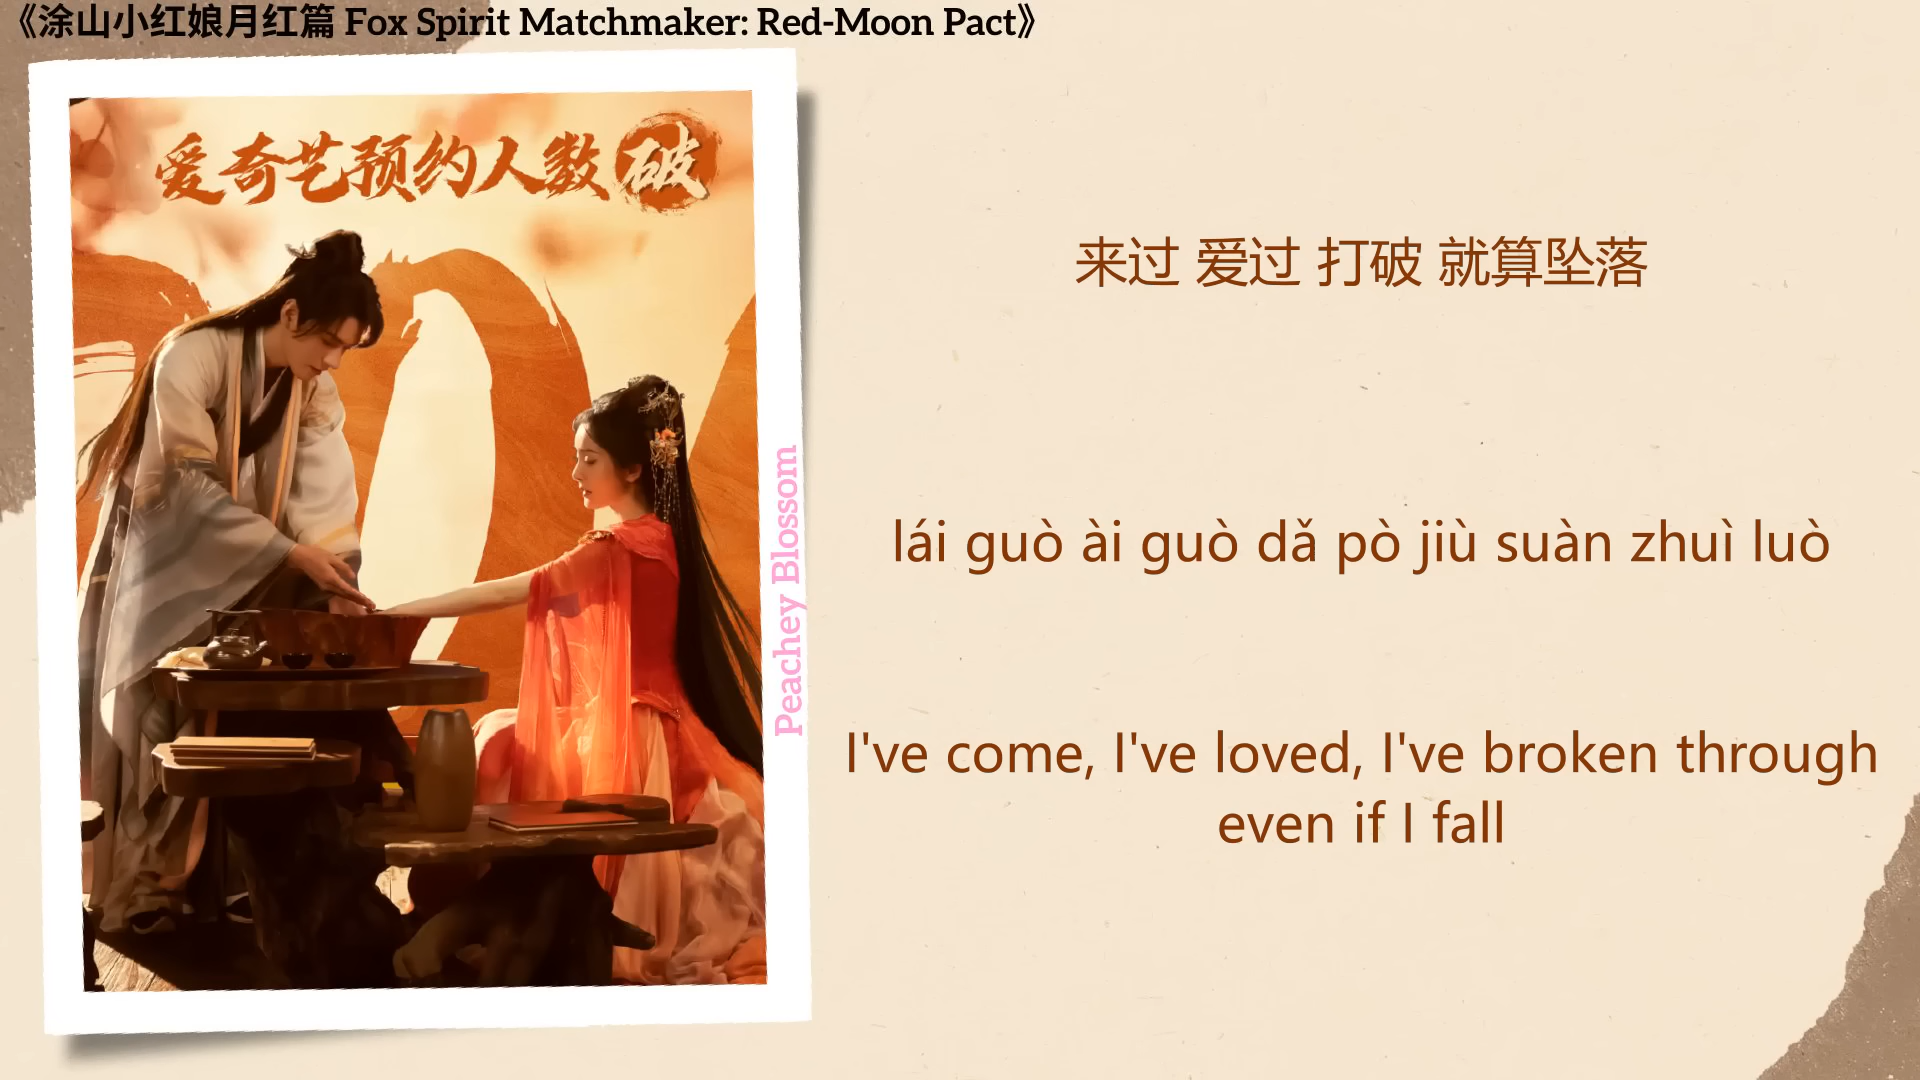 《涂山小红娘月红篇 Fox Spirit Matchmaker: Red-Moon Pact》
爱奇艺预约人数破
来过 爱过 打破 就算坠落
lái guò ài guò dǎ pò jiù suàn zhuì luò
Peachey Blossom
I've come, I've loved, I've broken through
even if I fall